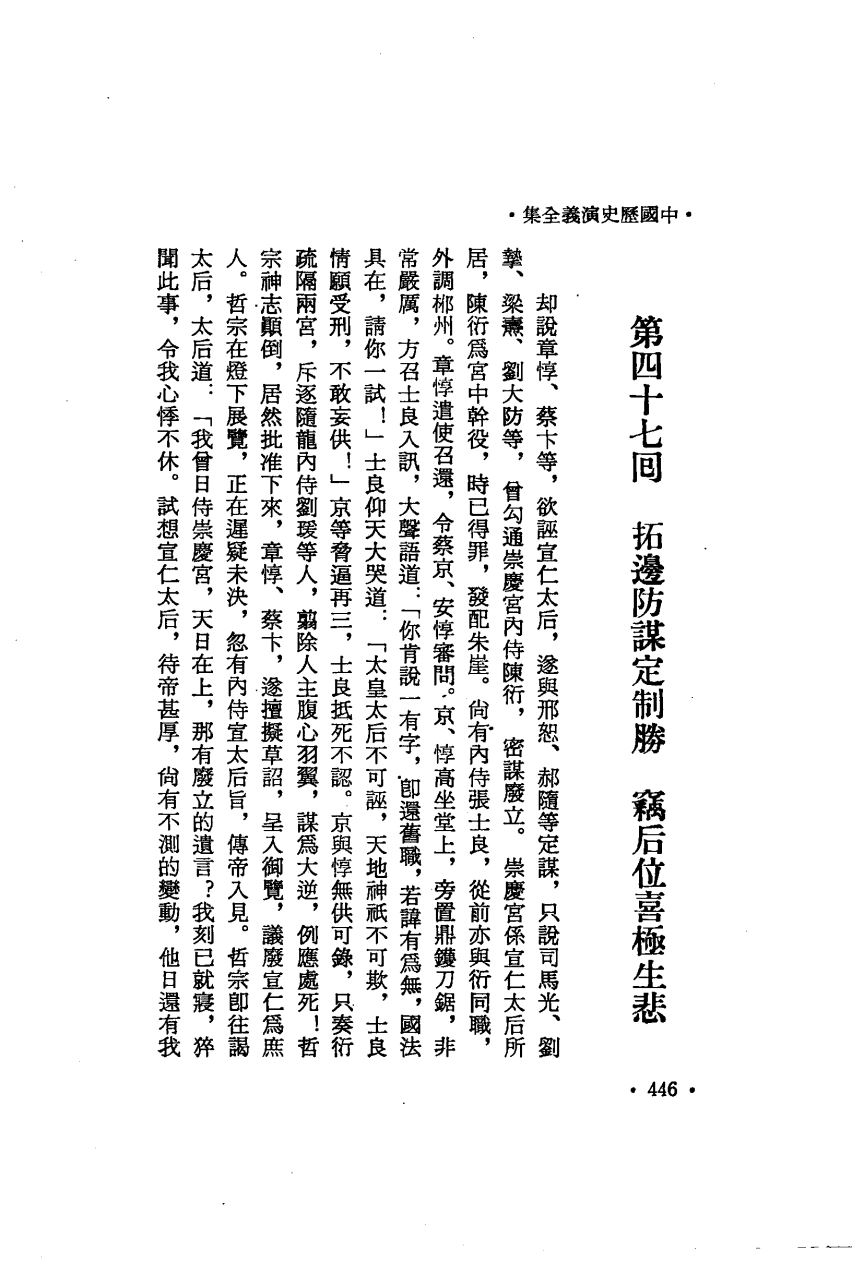 ・中國歷史演義全集・
第四十七回　拓邊防謀定制勝　竊后位喜極生悲
却說章惇、蔡卞等，欲誣宣仁太后，遂與邢恕、郝隨等定謀，只說司馬光、劉
摯、梁燾、劉大防等，曾勾通崇慶宮內侍陳衍，密謀廢立。崇慶宮係宣仁太后所
居，陳衍爲宮中幹役，時已得罪，發配朱崖。尙有內侍張士良，從前亦與衍同職，
外調郴州。章惇遣使召還，令蔡京、安惇審問。京、惇高坐堂上，旁置鼎鑊刀鋸，非
常嚴厲，方召士良入訊，大聲語道：「你肯說一有字，卽還舊職，若諱有爲無，國法
具在，請你一試！」士良仰天大哭道：「太皇太后不可誣，天地神祇不可欺，士良
情願受刑，不敢妄供！」京等脅逼再三，士良抵死不認。京與惇無供可錄，只奏衍
疏隔兩宮，斥逐隨龍內侍劉瑗等人，翦除人主腹心羽翼，謀爲大逆，例應處死！哲
宗神志顚倒，居然批准下來，章惇、蔡卞，遂擅擬草詔，呈入御覽，議廢宣仁爲庶
人。哲宗在燈下展覽，正在遲疑未決，忽有內侍宣太后旨，傳帝入見。哲宗卽往謁
太后，太后道：「我曾日侍崇慶宮，天日在上，那有廢立的遺言？我刻已就寢，猝
聞此事，令我心悸不休。試想宣仁太后，待帝甚厚，尙有不測的變動，他日還有我
・446・